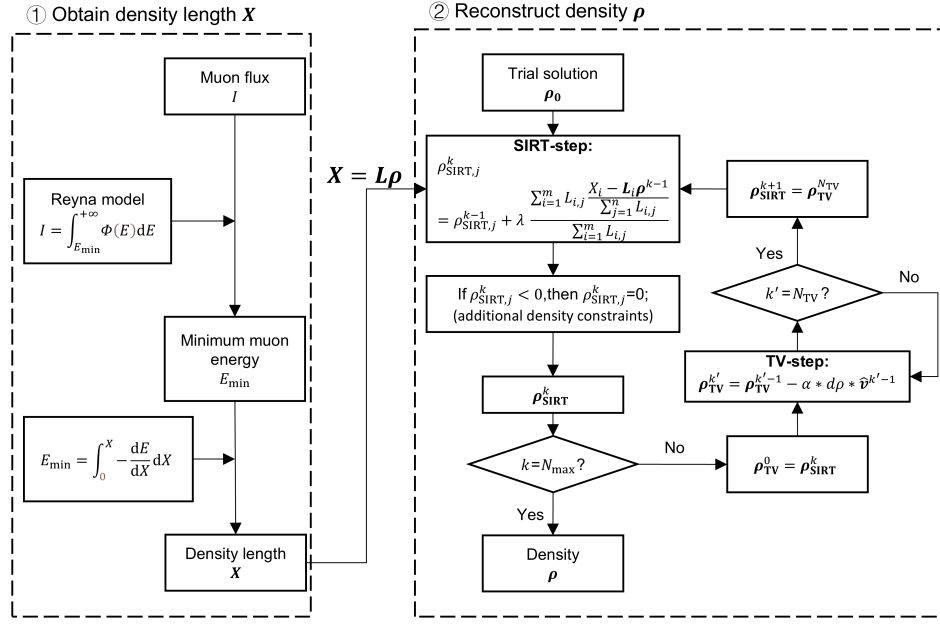 ① Obtain density length X
Muon flux
I
Reyna model
I = ∫_{E_min}^{+∞} Φ(E)dE
Minimum muon
energy
E_min
E_min = ∫_0^X −dE/dX dX
Density length
X
X = Lρ
② Reconstruct density ρ
Trial solution
ρ_0
SIRT-step:
ρ^k_{SIRT,j}
= ρ^{k−1}_{SIRT,j} + λ (∑_{i=1}^m L_{i,j} (X_i − L_i ρ^{k−1})/(∑_{j=1}^n L_{i,j}))/(∑_{i=1}^m L_{i,j})
If ρ^k_{SIRT,j} < 0,then ρ^k_{SIRT,j}=0;
(additional density constraints)
ρ^k_SIRT
k=N_max?
Yes
Density
ρ
No
ρ^0_TV = ρ^k_SIRT
TV-step:
ρ^{k′}_TV = ρ^{k′−1}_TV − α ∗ dρ ∗ v̂^{k′−1}
k′=N_TV?
No
Yes
ρ^{k+1}_SIRT = ρ^{N_TV}_TV